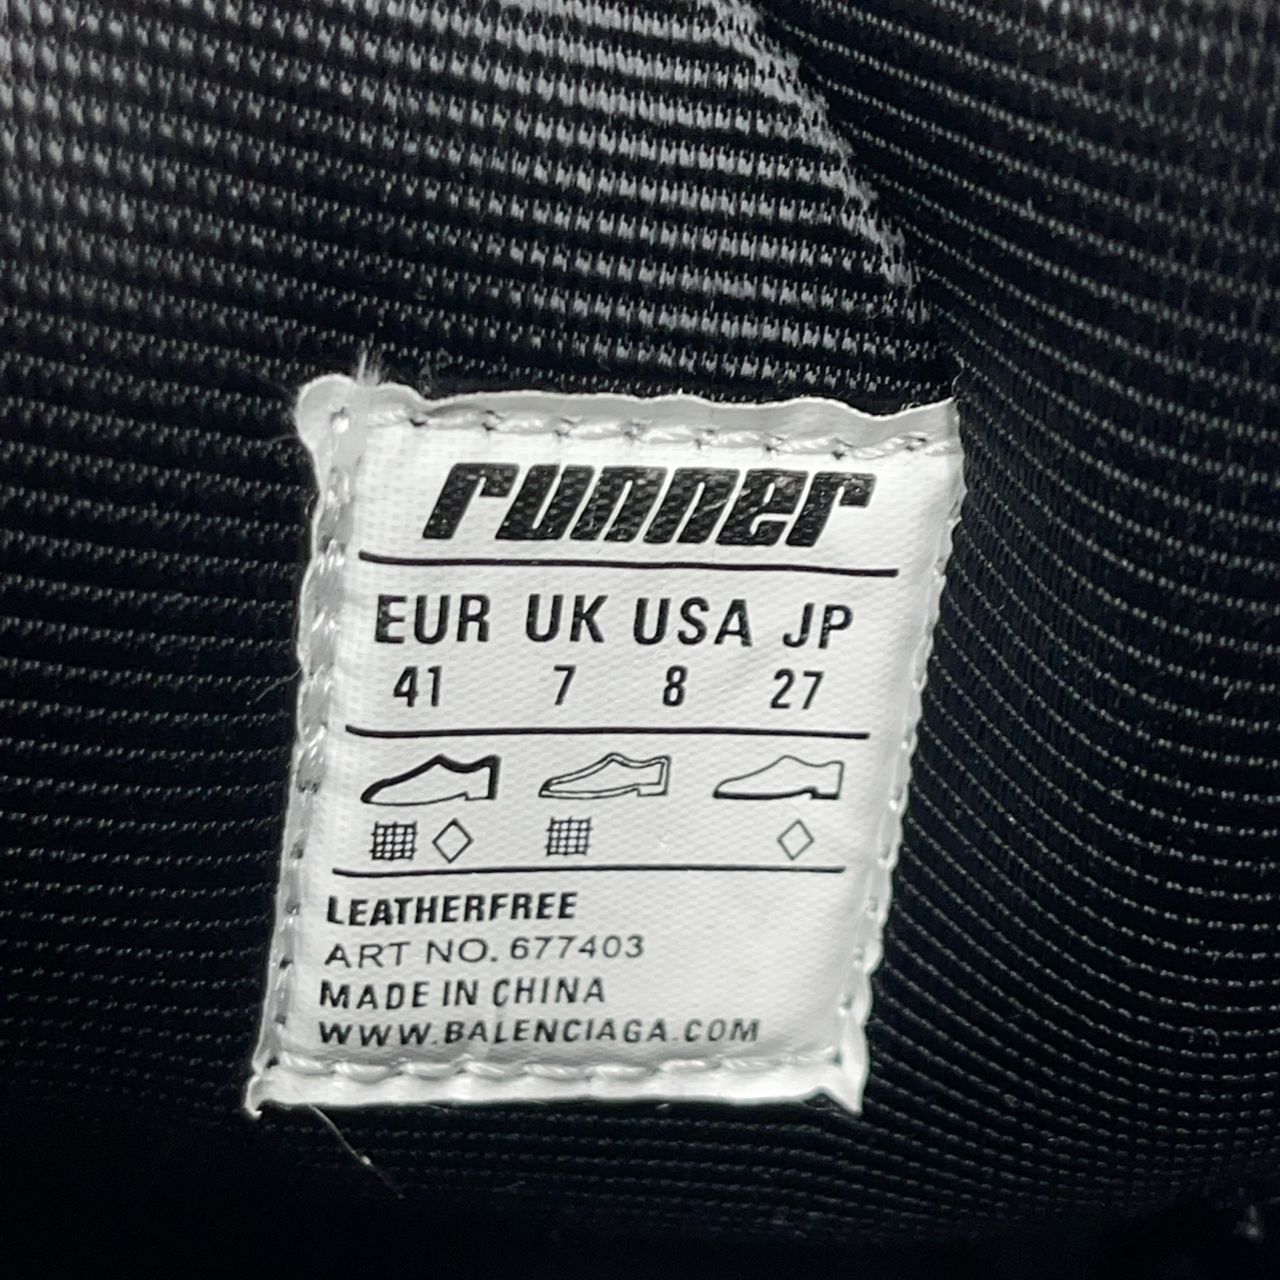 runner
EUR UK USA JP
41 7 8 27
LEATHERFREE
ART NO. 677403
MADE IN CHINA
WWW.BALENCIAGA.COM